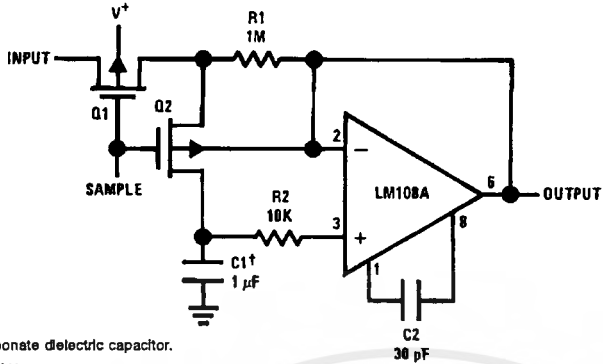 V+
R1
1M
INPUT
Q1
Q2
SAMPLE
2
−
LM108A
6
OUTPUT
8
R2
10K
3
+
1
C1†
1 μF
C2
30 pF
onate dielectric capacitor.